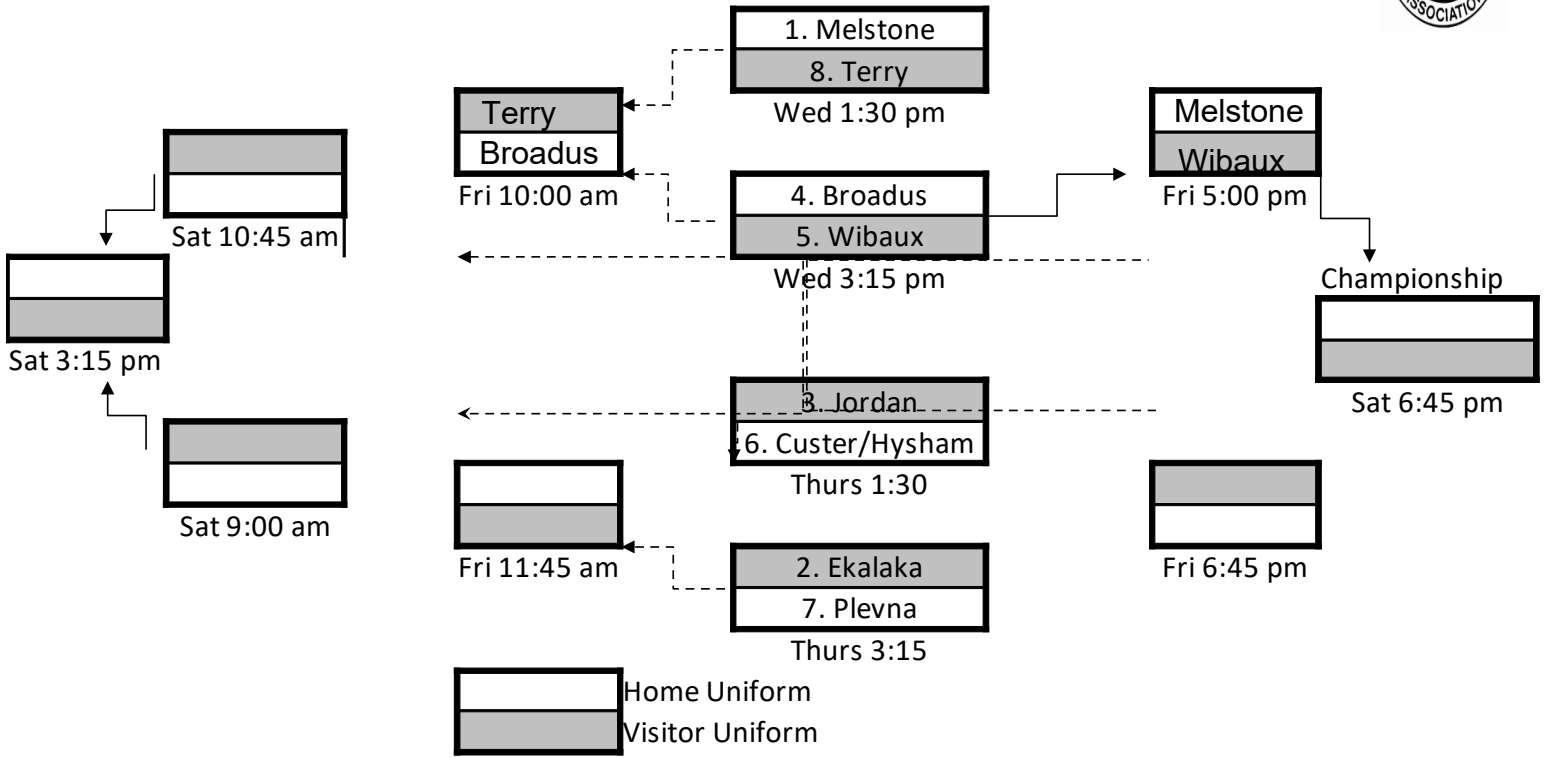 ASSOCIATION
1. Melstone
8. Terry
Wed 1:30 pm
Terry
Broadus
Fri 10:00 am
Melstone
Wibaux
Fri 5:00 pm
Sat 10:45 am
4. Broadus
5. Wibaux
Wed 3:15 pm
Championship
Sat 3:15 pm
Sat 6:45 pm
3. Jordan
6. Custer/Hysham
Thurs 1:30
Sat 9:00 am
Fri 11:45 am
2. Ekalaka
7. Plevna
Thurs 3:15
Fri 6:45 pm
Home Uniform
Visitor Uniform